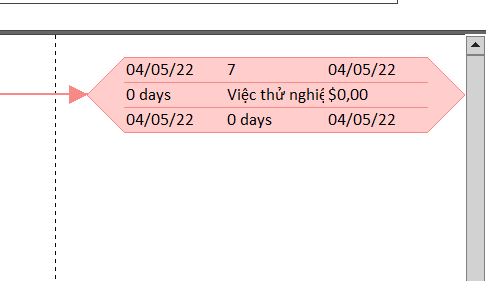 04/05/22 7 04/05/22
0 days Việc thử nghiệ $0,00
04/05/22 0 days 04/05/22